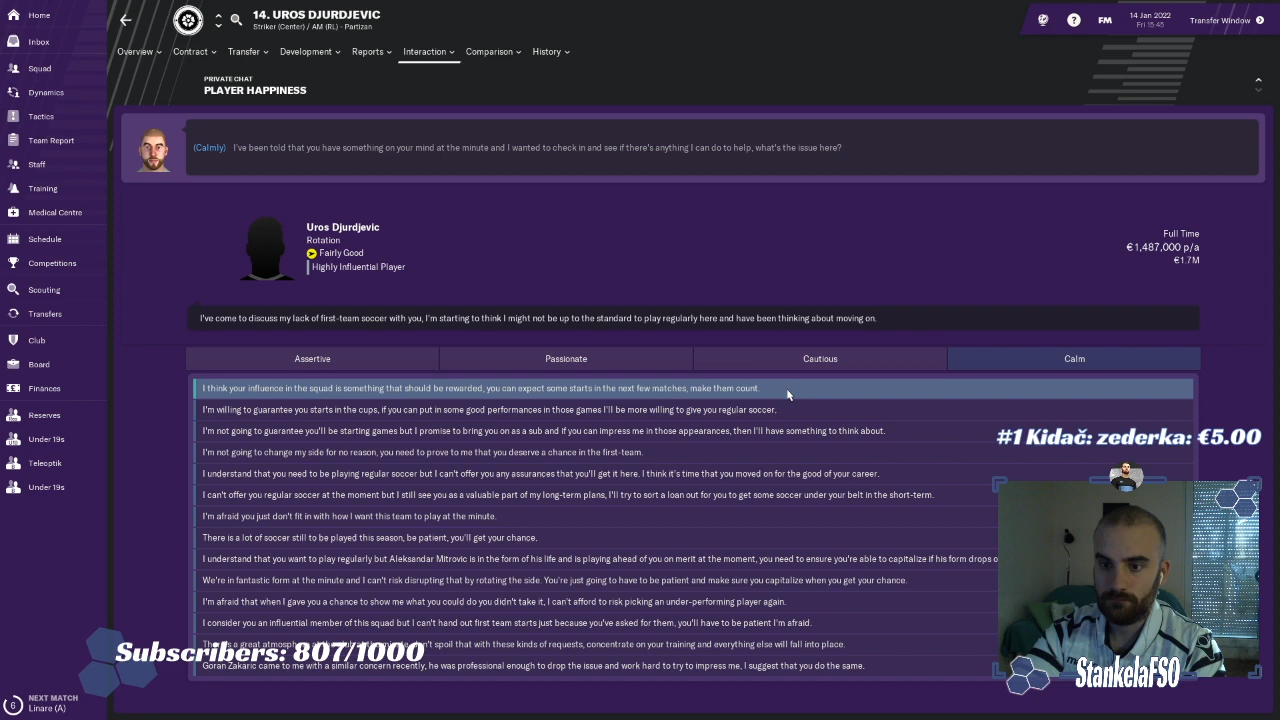 Home
Inbox
Squad
Dynamics
Tactics
Team Report
Staff
Training
Medical Centre
Schedule
Competitions
Scouting
Transfers
Club
Board
Finances
Reserves
Under 19s
Teleoptik
Under 19s
6
NEXT MATCH
Linare (A)
14. UROS DJURDJEVIC
Striker (Center) / AM (RL) - Partizan
FM
14 Jan 2022
Fri 15:45
Transfer Window
Overview
Contract
Transfer
Development
Reports
Interaction
Comparison
History
PRIVATE CHAT
PLAYER HAPPINESS
(Calmly) I've been told that you have something on your mind at the minute and I wanted to check in and see if there's anything I can do to help, what's the issue here?
Uros Djurdjevic
Rotation
Fairly Good
Highly Influential Player
Full Time
€1,487,000 p/a
€1.7M
I've come to discuss my lack of first-team soccer with you, I'm starting to think I might not be up to the standard to play regularly here and have been thinking about moving on.
Assertive
Passionate
Cautious
Calm
I think your influence in the squad is something that should be rewarded, you can expect some starts in the next few matches, make them count.
I'm willing to guarantee you starts in the cups, if you can put in some good performances in those games I'll be more willing to give you regular soccer.
I'm not going to guarantee you'll be starting games but I promise to bring you on as a sub and if you can impress me in those appearances, then I'll have something to think about.
I'm not going to change my side for no reason, you need to prove to me that you deserve a chance in the first-team.
I understand that you need to be playing regular soccer but I can't offer you any assurances that you'll get it here. I think it's time that you moved on for the good of your career.
I can't offer you regular soccer at the moment but I still see you as a valuable part of my long-term plans, I'll try to sort a loan out for you to get some soccer under your belt in the short-term.
I'm afraid you just don't fit in with how I want this team to play at the minute.
There is a lot of soccer still to be played this season, be patient, you'll get your chance.
I understand that you want to play regularly but Aleksandar Mitrovic is in the form of his life and is playing ahead of you on merit at the moment, you need to ensure you're able to capitalize if his form drops o
We're in fantastic form at the minute and I can't risk disrupting that by rotating the side. You're just going to have to be patient and make sure you capitalize when you get your chance.
I'm afraid that when I gave you a chance to show me what you could do you didn't take it, I can't afford to risk picking an under-performing player again.
I consider you an influential member of this squad but I can't hand out first team starts just because you've asked for them, you'll have to be patient I'm afraid.
a great atmosphere don't spoil that with these kinds of requests, concentrate on your training and everything else will fall into place.
Goran Zakaric came to me with a similar concern recently, he was professional enough to drop the issue and work hard to try to impress me, I suggest that you do the same.
#1 Kidač: zederka: €5.00
Subscribers: 807/1000
StankelaFSO